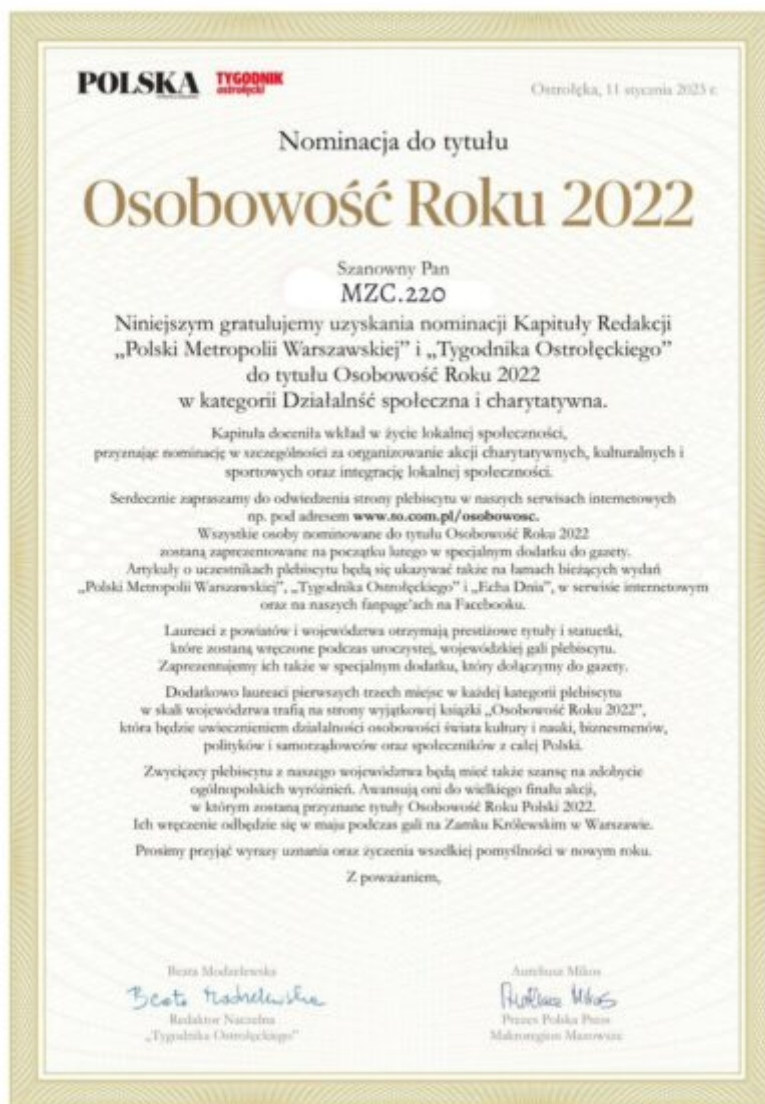 POLSKA TYGODNIK ostrołęcki
Ostrołęka, 11 stycznia 2023 r.
Nominacja do tytułu
Osobowość Roku 2022
Szanowny Pan
MZC.220
Niniejszym gratulujemy uzyskania nominacji Kapituły Redakcji
„Polski Metropolii Warszawskiej” i „Tygodnika Ostrołęckiego”
do tytułu Osobowość Roku 2022
w kategorii Działalnść społeczna i charytatywna.
Kapituła doceniła wkład w życie lokalnej społeczności,
przyznając nominację w szczególności za organizowanie akcji charytatywnych, kulturalnych i
sportowych oraz integrację lokalnej społeczności.
Serdecznie zapraszamy do odwiedzenia strony plebiscytu w naszych serwisach internetowych
np. pod adresem www.to.com.pl/osobowosc.
Wszystkie osoby nominowane do tytułu Osobowość Roku 2022
zostaną zaprezentowane na początku lutego w specjalnym dodatku do gazety.
Artykuły o uczestnikach plebiscytu będą się ukazywać także na łamach bieżących wydań
„Polski Metropolii Warszawskiej”, „Tygodnika Ostrołęckiego” i „Echa Dnia”, w serwisie internetowym
oraz na naszych fanpage'ach na Facebooku.
Laureaci z powiatów i województwa otrzymają prestiżowe tytuły i statuetki,
które zostaną wręczone podczas uroczystej, wojewódzkiej gali plebiscytu.
Zaprezentujemy ich także w specjalnym dodatku, który dołączymy do gazety.
Dodatkowo laureaci pierwszych trzech miejsc w każdej kategorii plebiscytu
w skali województwa trafią na strony wyjątkowej książki „Osobowość Roku 2022”,
która będzie uwiecznieniem działalności osobowości świata kultury i nauki, biznesmenów,
polityków i samorządowców oraz społeczników z całej Polski.
Zwycięzcy plebiscytu z naszego województwa będą mieć także szansę na zdobycie
ogólnopolskich wyróżnień. Awansują oni do wielkiego finału akcji,
w którym zostaną przyznane tytuły Osobowość Roku Polski 2022.
Ich wręczenie odbędzie się w maju podczas gali na Zamku Królewskim w Warszawie.
Prosimy przyjąć wyrazy uznania oraz życzenia wszelkiej pomyślności w nowym roku.
Z poważaniem,
Beata Modzelewska
Beata Modzelewska
Redaktor Naczelna
„Tygodnika Ostrołęckiego”
Aureliusz Mikos
Aureliusz Mikos
Prezes Polska Press
Makroregion Mazowsze